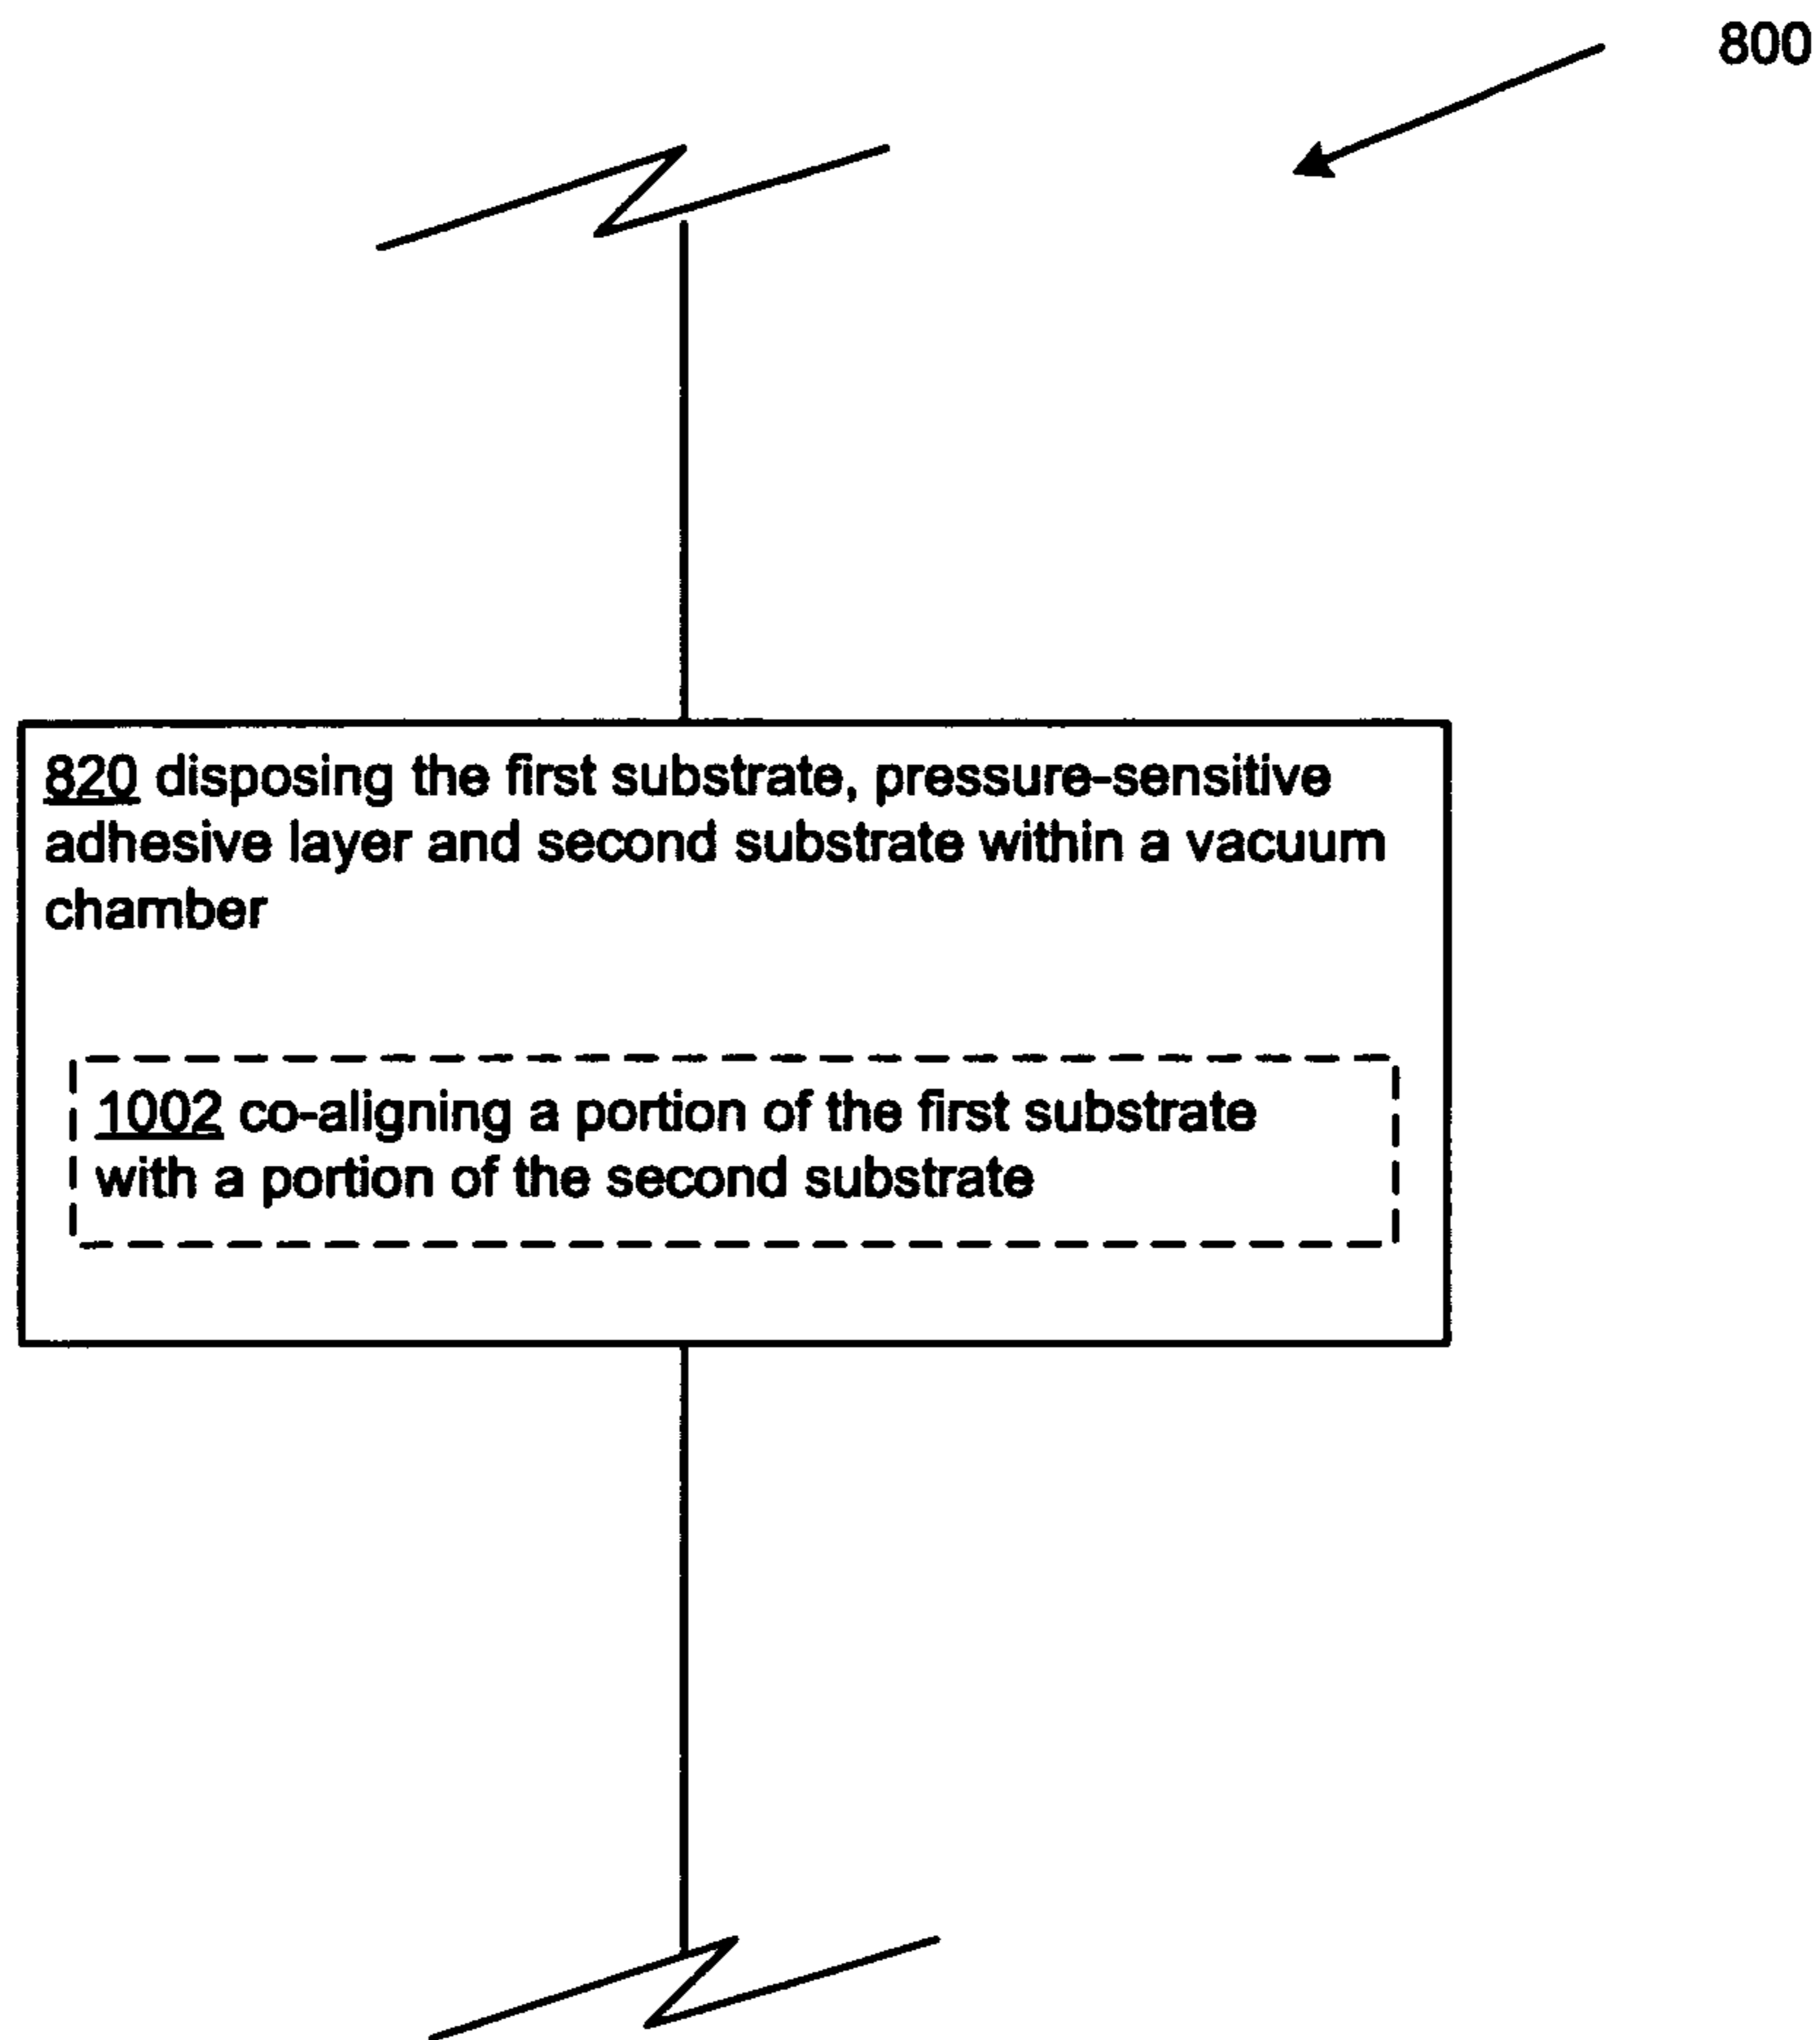 800
820 disposing the first substrate, pressure-sensitive
adhesive layer and second substrate within a vacuum
chamber
1002 co-aligning a portion of the first substrate
with a portion of the second substrate